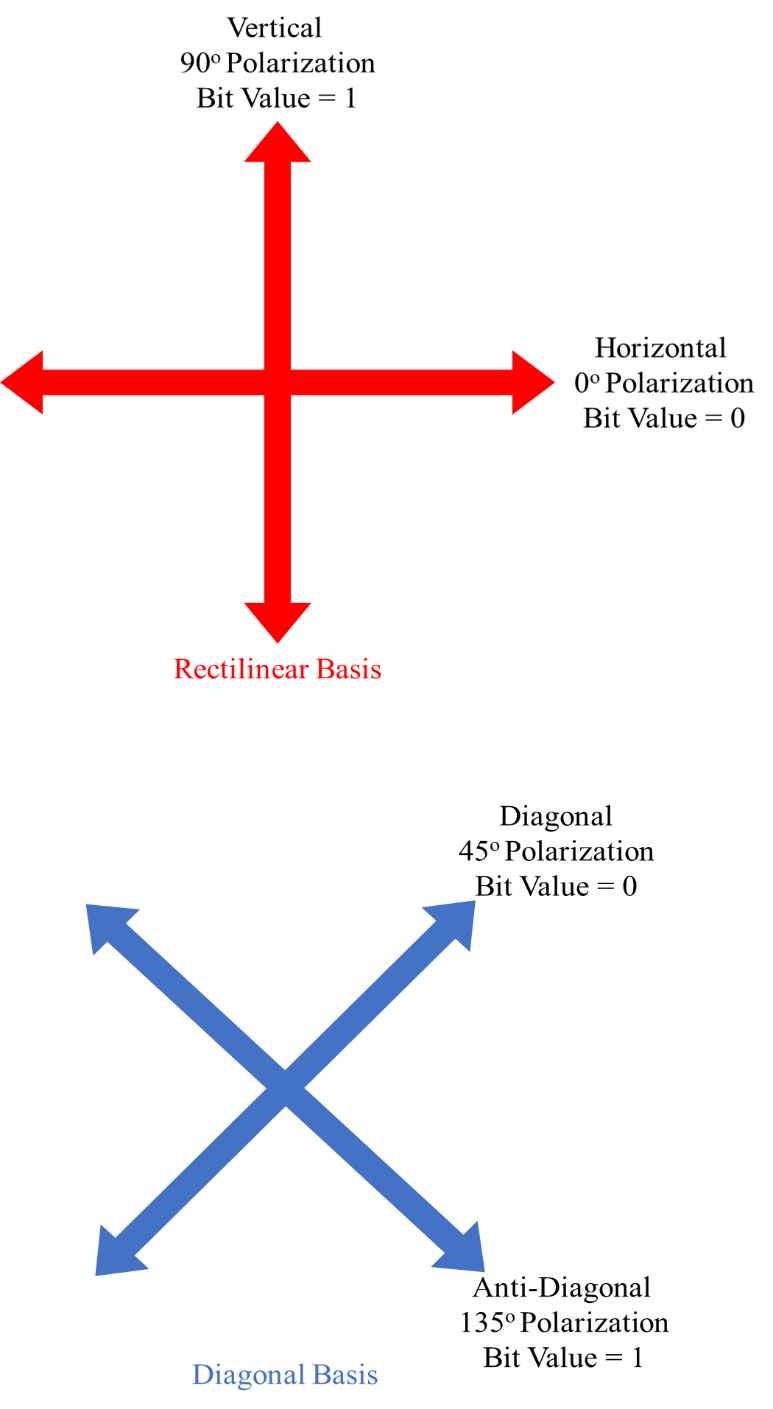 Vertical
90° Polarization
Bit Value = 1
Horizontal
0° Polarization
Bit Value = 0
Rectilinear Basis
Diagonal
45° Polarization
Bit Value = 0
Anti-Diagonal
135° Polarization
Bit Value = 1
Diagonal Basis